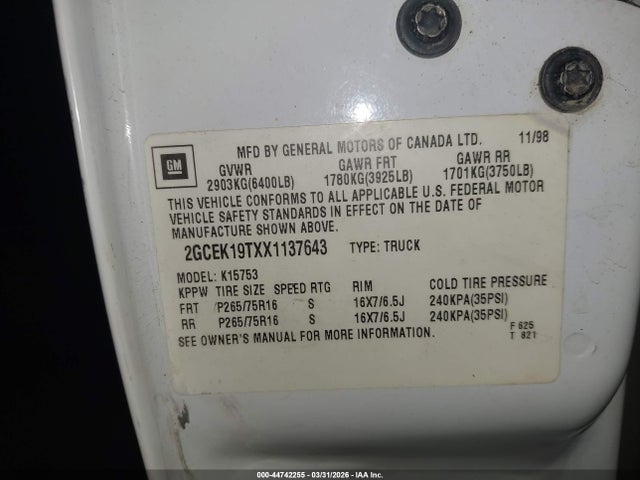 MFD BY GENERAL MOTORS OF CANADA LTD. 11/98
GM
GVWR GAWR FRT GAWR RR
2903KG(6400LB) 1780KG(3925LB) 1701KG(3750LB)
THIS VEHICLE CONFORMS TO ALL APPLICABLE U.S. FEDERAL MOTOR
VEHICLE SAFETY STANDARDS IN EFFECT ON THE DATE OF
MANUFACTURE SHOWN ABOVE.
2GCEK19TXX1137643 TYPE: TRUCK
MODEL: K15753
KPPW TIRE SIZE SPEED RTG RIM COLD TIRE PRESSURE
FRT P265/75R16 S 16X7/6.5J 240KPA(35PSI)
RR P265/75R16 S 16X7/6.5J 240KPA(35PSI)
SEE OWNER'S MANUAL FOR MORE INFORMATION.
F 625
T 821
000-44742255 - 03/31/2026 - IAA Inc.